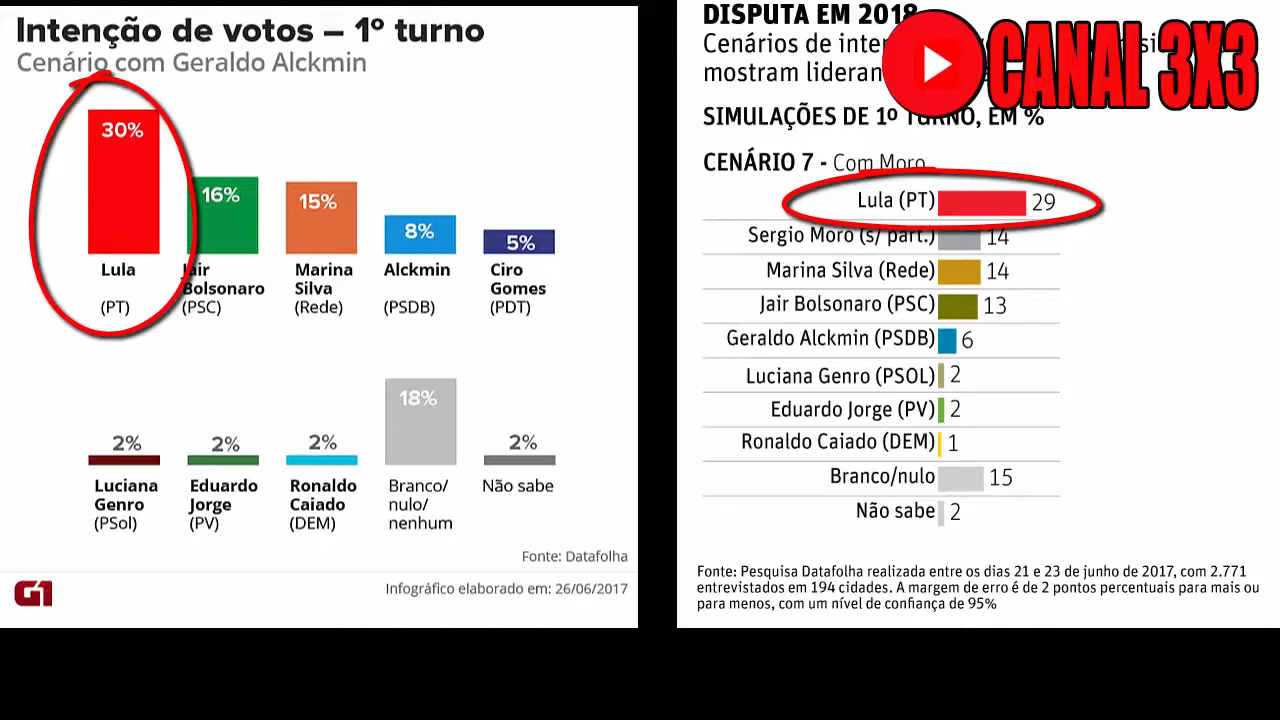 Intenção de votos – 1º turno
Cenário com Geraldo Alckmin
30%
16%
15%
8%
5%
Lula
(PT)
Jair
Bolsonaro
(PSC)
Marina
Silva
(Rede)
Alckmin
(PSDB)
Ciro
Gomes
(PDT)
2%
2%
2%
18%
2%
Luciana
Genro
(PSol)
Eduardo
Jorge
(PV)
Ronaldo
Caiado
(DEM)
Branco/
nulo/
nenhum
Não sabe
Fonte: Datafolha
G1
Infográfico elaborado em: 26/06/2017
DISPUTA EM 2018
Cenários de
mostram
CANAL 3X3
SIMULAÇÕES DE 1º TURNO, EM %
CENÁRIO 7 - Com Moro
Lula (PT) 29
Sergio Moro (s/ part.) 14
Marina Silva (Rede) 14
Jair Bolsonaro (PSC) 13
Geraldo Alckmin (PSDB) 6
Luciana Genro (PSOL) 2
Eduardo Jorge (PV) 2
Ronaldo Caiado (DEM) 1
Branco/nulo 15
Não sabe 2
Fonte: Pesquisa Datafolha realizada entre os dias 21 e 23 de junho de 2017, com 2.771
entrevistados em 194 cidades. A margem de erro é de 2 pontos percentuais para mais ou
para menos, com um nível de confiança de 95%